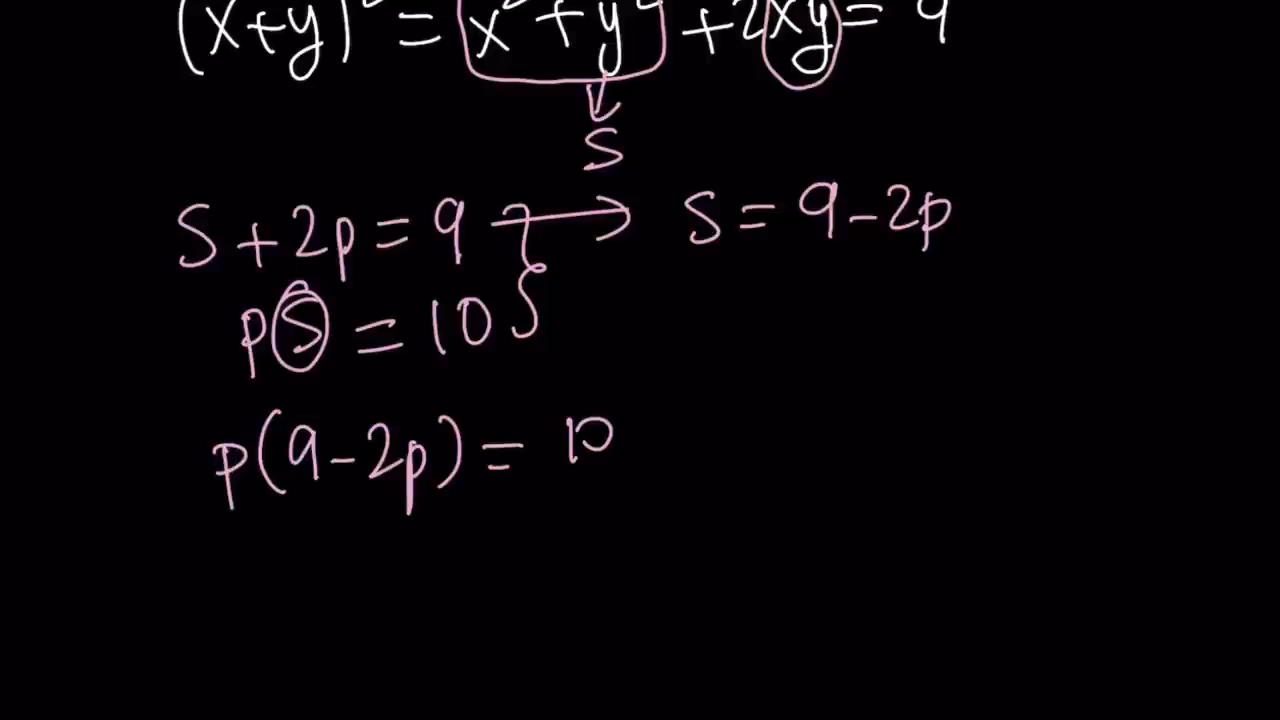 (x+y)² = x²+y² +2xy = 9
↓
S
S+2p=9 → S=9-2p
pS = 10
p(9-2p) = 10